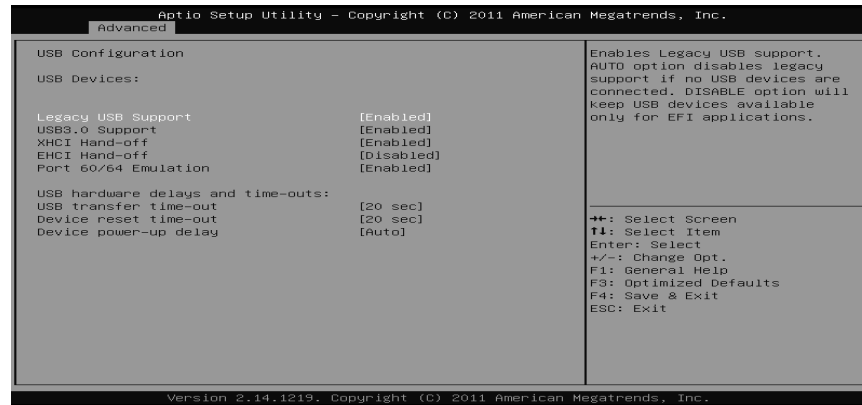 Aptio Setup Utility – Copyright (C) 2011 American Megatrends, Inc.
Advanced
USB Configuration
USB Devices:
Legacy USB Support [Enabled]
USB3.0 Support [Enabled]
XHCI Hand-off [Enabled]
EHCI Hand-off [Disabled]
Port 60/64 Emulation [Enabled]
USB hardware delays and time-outs:
USB transfer time-out [20 sec]
Device reset time-out [20 sec]
Device power-up delay [Auto]
Enables Legacy USB support.
AUTO option disables legacy
support if no USB devices are
connected. DISABLE option will
keep USB devices available
only for EFI applications.
→←: Select Screen
↑↓: Select Item
Enter: Select
+/-: Change Opt.
F1: General Help
F3: Optimized Defaults
F4: Save & Exit
ESC: Exit
Version 2.14.1219. Copyright (C) 2011 American Megatrends, Inc.